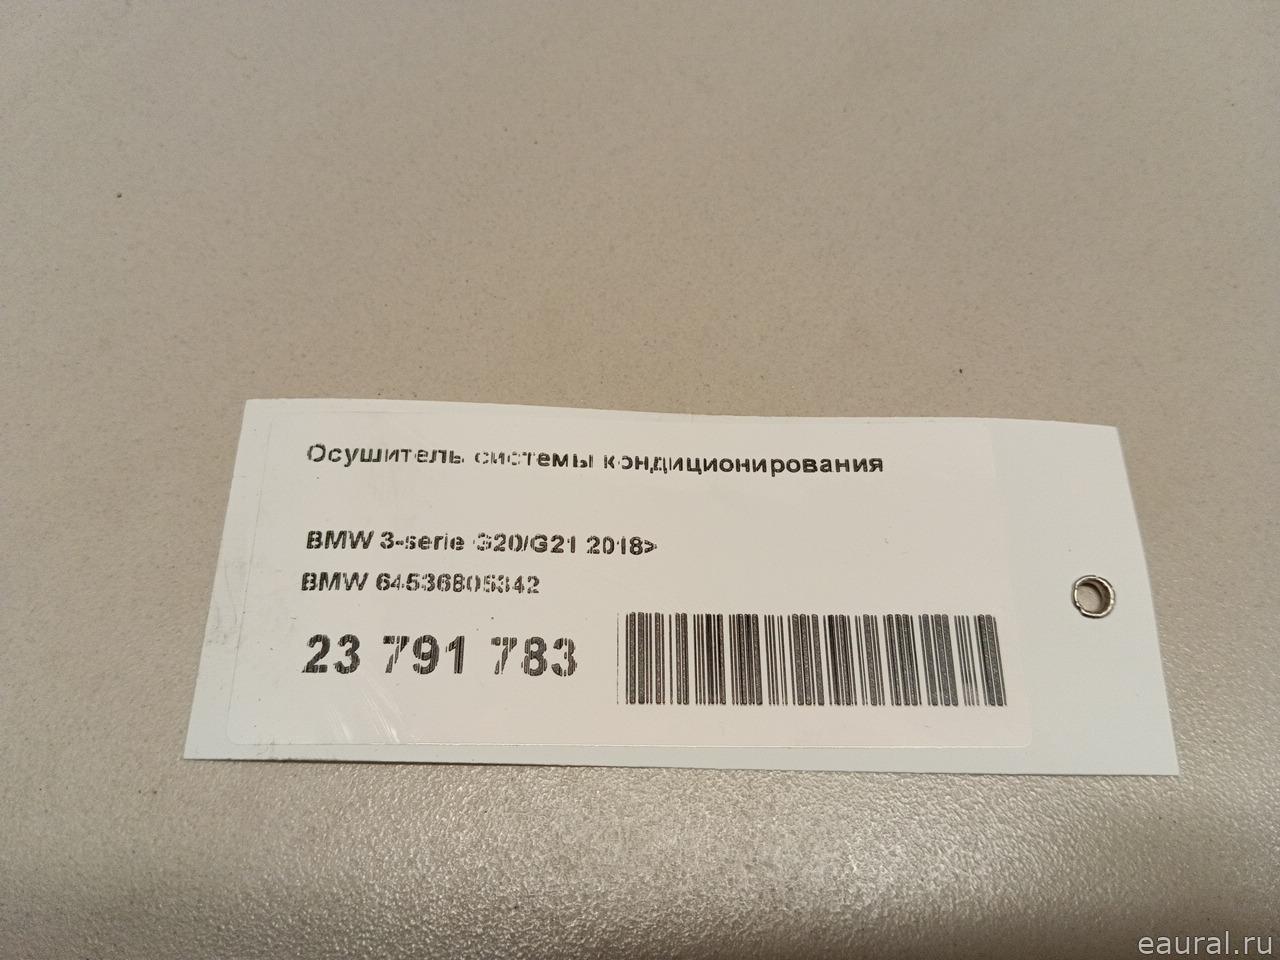 Осушитель системы кондиционирования
BMW 3-serie G20/G21 2018>
BMW 64536805342
23 791 783
eaural.ru